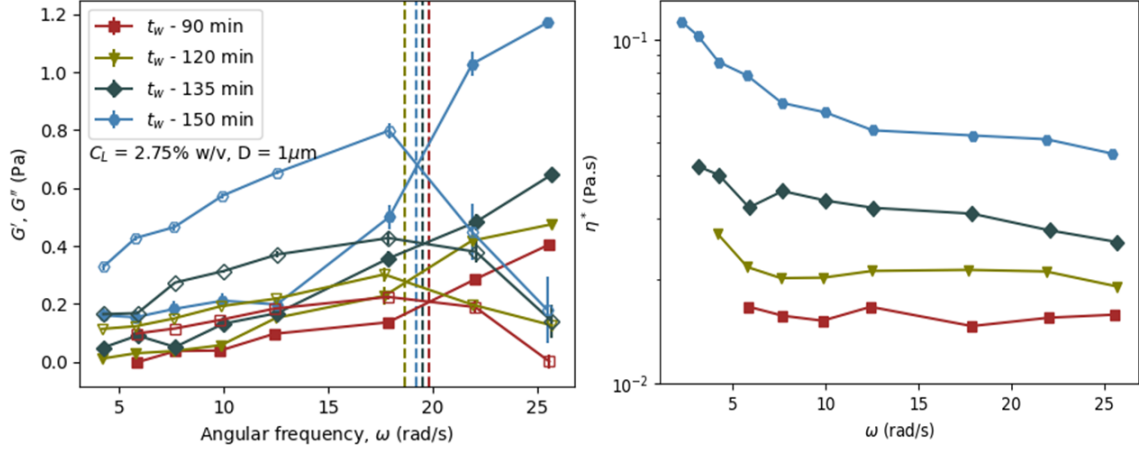 1.2
1.0
0.8
0.6
0.4
0.2
0.0
G′, G″ (Pa)
t_w - 90 min
t_w - 120 min
t_w - 135 min
t_w - 150 min
C_L = 2.75% w/v, D = 1μm
5 10 15 20 25
Angular frequency, ω (rad/s)
10⁻¹
10⁻²
η* (Pa.s)
5 10 15 20 25
ω (rad/s)